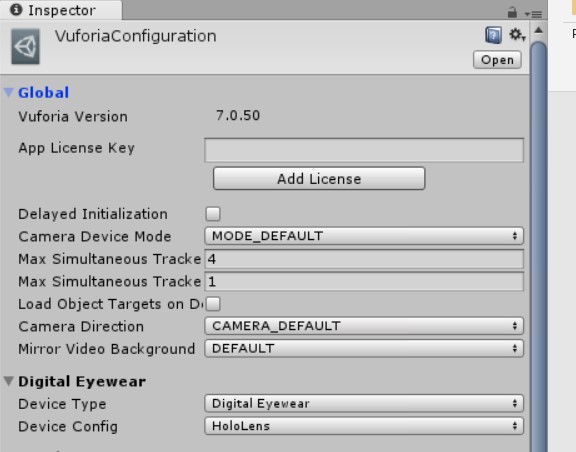 Inspector
VuforiaConfiguration
Open
Global
Vuforia Version 7.0.50
App License Key
Add License
Delayed Initialization
Camera Device Mode MODE_DEFAULT
Max Simultaneous Tracke 4
Max Simultaneous Tracke 1
Load Object Targets on D
Camera Direction CAMERA_DEFAULT
Mirror Video Background DEFAULT
Digital Eyewear
Device Type Digital Eyewear
Device Config HoloLens